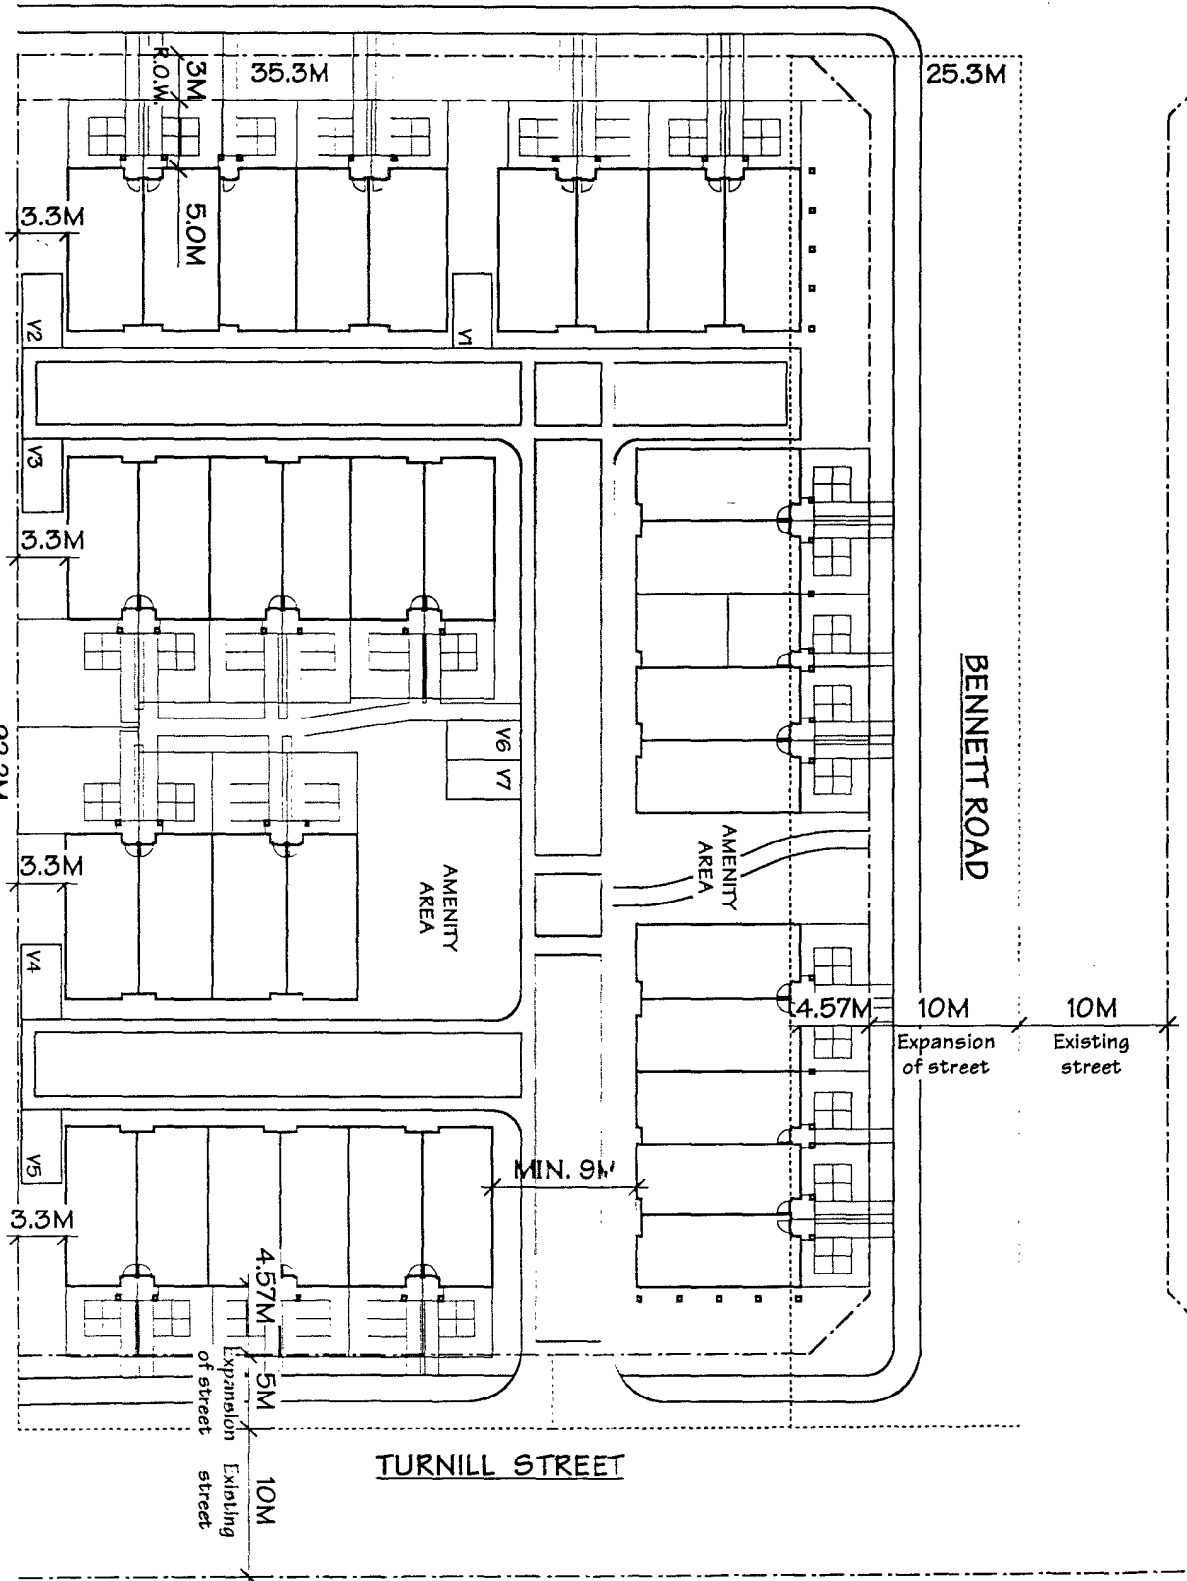 35.3M
25.3M
3M
R.O.W.
5.0M
3.3M
V2
V1
V3
3.3M
V6
V7
BENNETT ROAD
AMENITY
AREA
AMENITY
AREA
3.3M
V4
4.57M
10M
10M
Expansion
of street
Existing
street
V5
MIN. 9M
3.3M
4.57M
5M
Expansion
of street
10M
Existing
street
TURNILL STREET